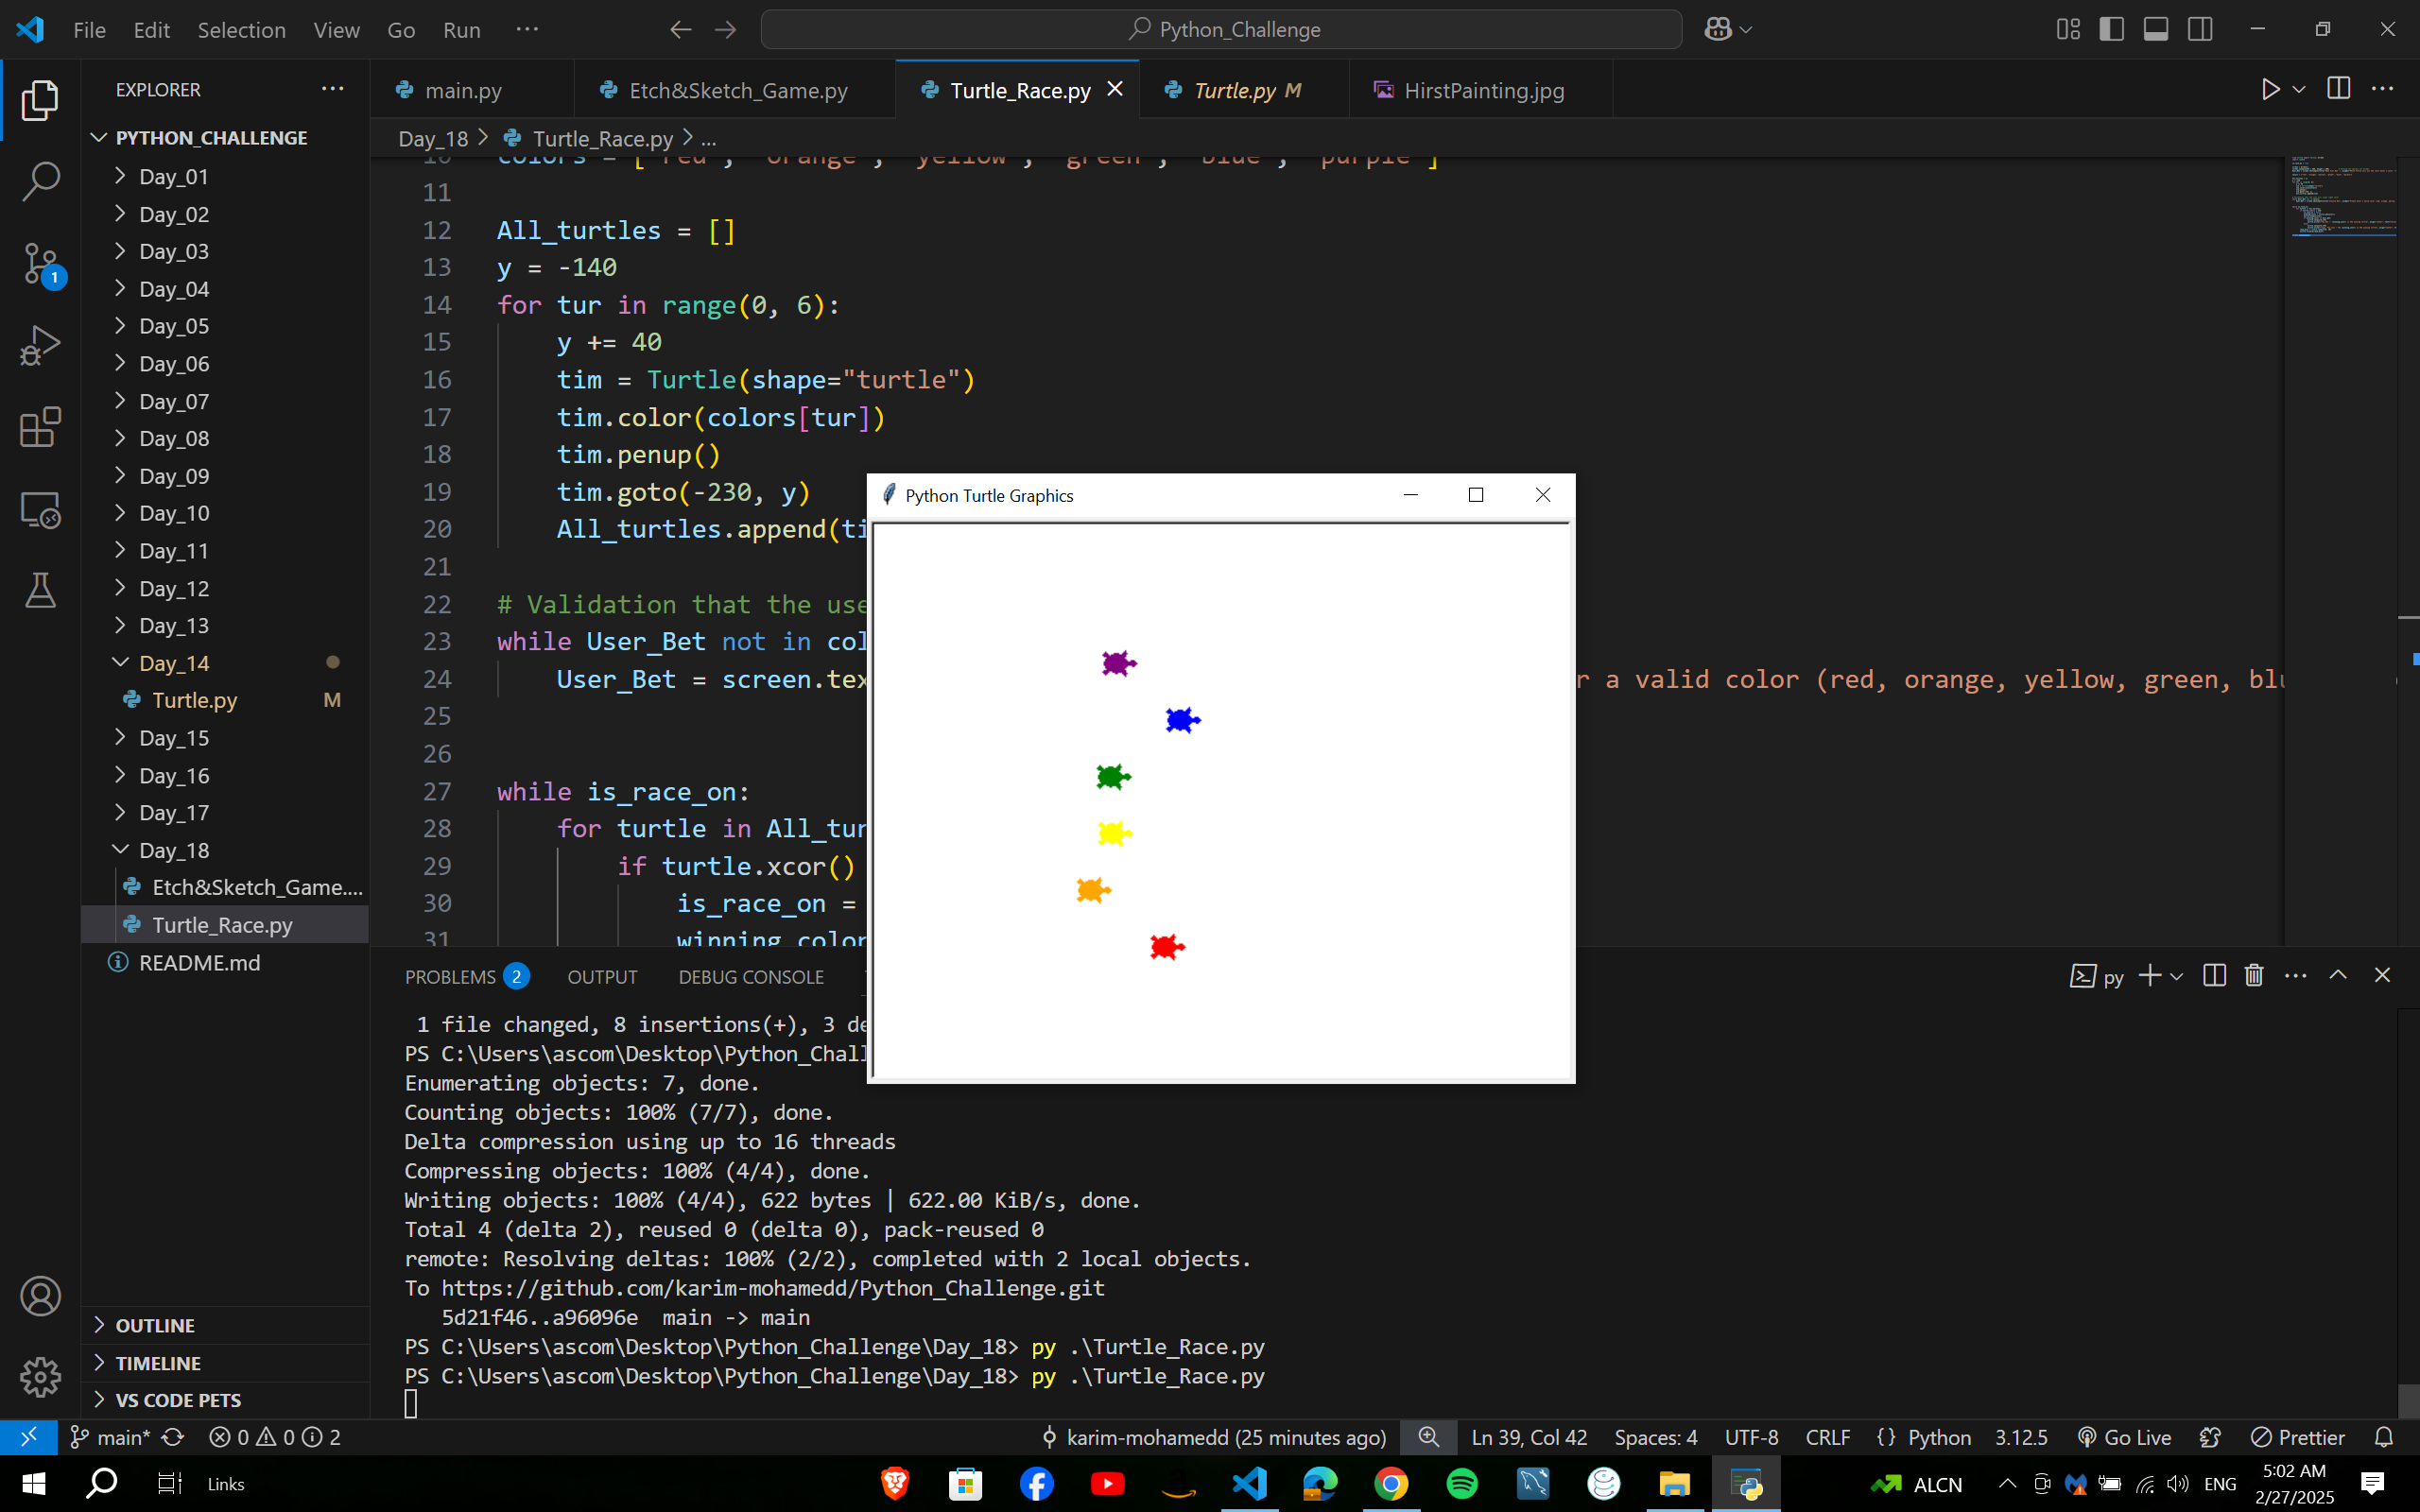 File Edit Selection View Go Run ··· Python_Challenge
EXPLORER
PYTHON_CHALLENGE
Day_01
Day_02
Day_03
Day_04
Day_05
Day_06
Day_07
Day_08
Day_09
Day_10
Day_11
Day_12
Day_13
Day_14
Turtle.py M
Day_15
Day_16
Day_17
Day_18
Etch&Sketch_Game....
Turtle_Race.py
README.md
OUTLINE
TIMELINE
VS CODE PETS
1
main.py Etch&Sketch_Game.py Turtle_Race.py Turtle.py M HirstPainting.jpg
Day_18 > Turtle_Race.py > ...
10 colors = ["red", "orange", "yellow", "green", "blue", "purple"]
11
12 All_turtles = []
13 y = -140
14 for tur in range(0, 6):
15 y += 40
16 tim = Turtle(shape="turtle")
17 tim.color(colors[tur])
18 tim.penup()
19 tim.goto(-230, y)
20 All_turtles.append(ti
21
22 # Validation that the use
23 while User_Bet not in col
24 User_Bet = screen.tex r a valid color (red, orange, yellow, green, blu
25
26
27 while is_race_on:
28 for turtle in All_tur
29 if turtle.xcor()
30 is_race_on =
31 winning_color
Python Turtle Graphics
PROBLEMS 2 OUTPUT DEBUG CONSOLE py
1 file changed, 8 insertions(+), 3 de
PS C:\Users\ascom\Desktop\Python_Chall
Enumerating objects: 7, done.
Counting objects: 100% (7/7), done.
Delta compression using up to 16 threads
Compressing objects: 100% (4/4), done.
Writing objects: 100% (4/4), 622 bytes | 622.00 KiB/s, done.
Total 4 (delta 2), reused 0 (delta 0), pack-reused 0
remote: Resolving deltas: 100% (2/2), completed with 2 local objects.
To https://github.com/karim-mohamedd/Python_Challenge.git
5d21f46..a96096e main -> main
PS C:\Users\ascom\Desktop\Python_Challenge\Day_18> py .\Turtle_Race.py
PS C:\Users\ascom\Desktop\Python_Challenge\Day_18> py .\Turtle_Race.py
main* 0 0 2 karim-mohamedd (25 minutes ago) Ln 39, Col 42 Spaces: 4 UTF-8 CRLF {} Python 3.12.5 Go Live Prettier
Links ALCN ENG 5:02 AM
2/27/2025